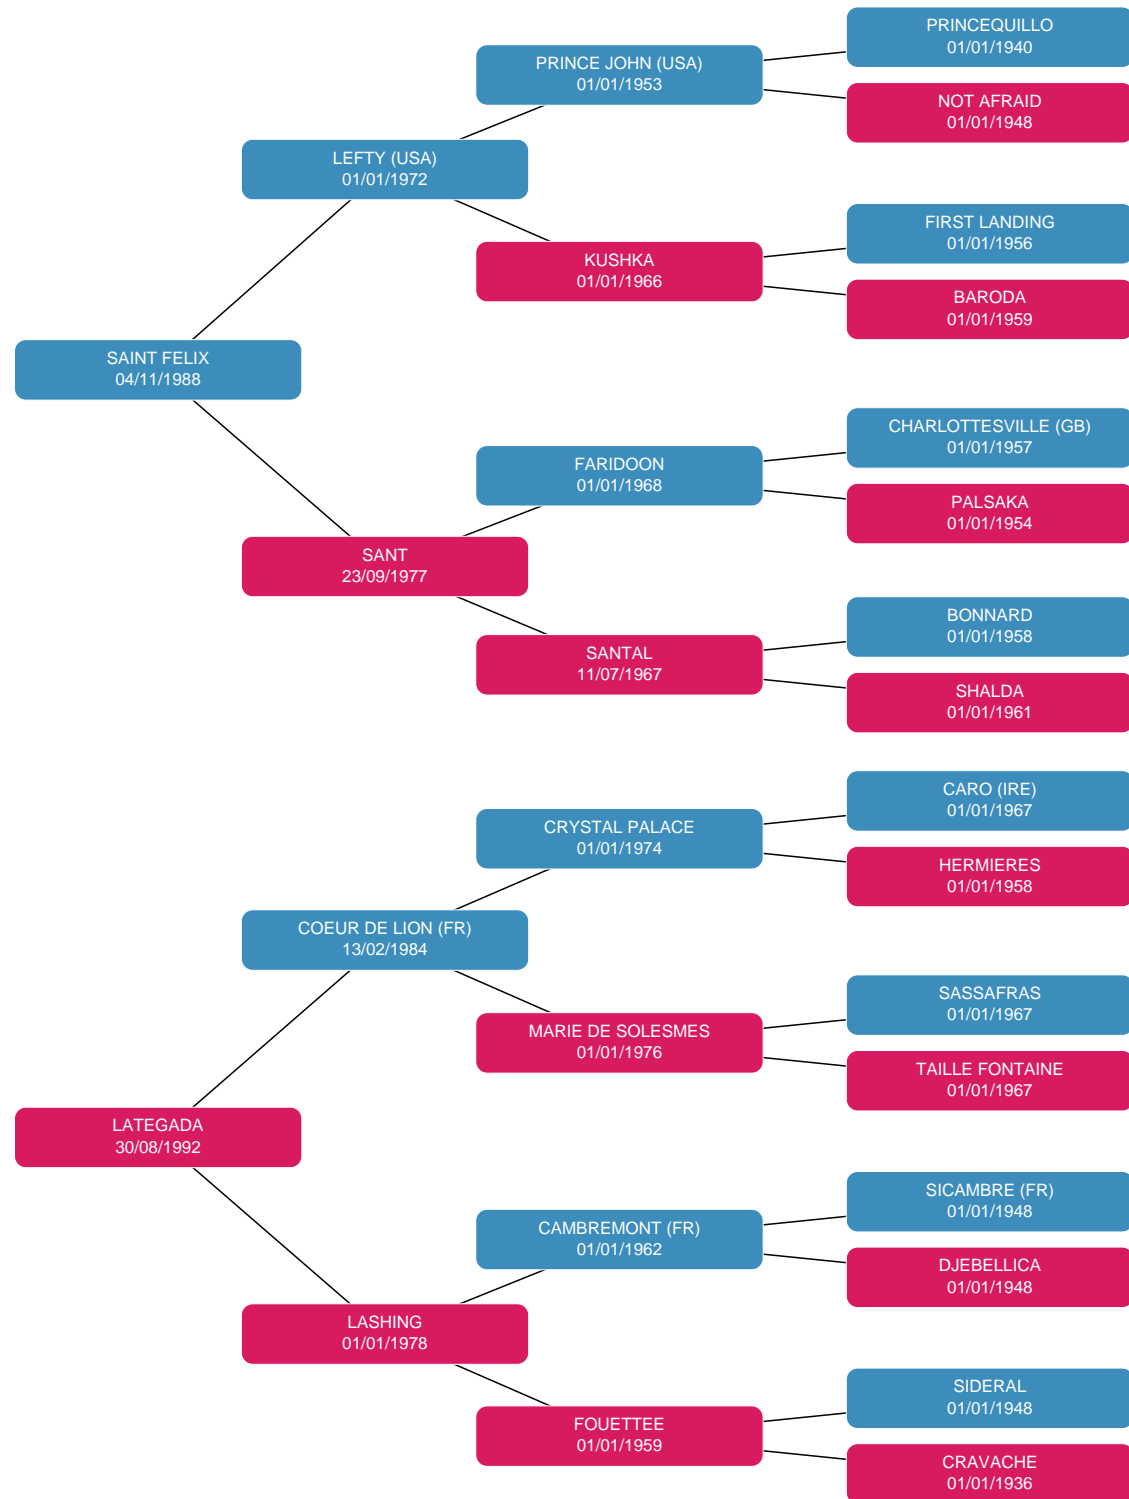 PRINCEQUILLO
01/01/1940
PRINCE JOHN (USA)
01/01/1953
NOT AFRAID
01/01/1948
LEFTY (USA)
01/01/1972
FIRST LANDING
01/01/1956
KUSHKA
01/01/1966
BARODA
01/01/1959
SAINT FELIX
04/11/1988
CHARLOTTESVILLE (GB)
01/01/1957
FARIDOON
01/01/1968
PALSAKA
01/01/1954
SANT
23/09/1977
BONNARD
01/01/1958
SANTAL
11/07/1967
SHALDA
01/01/1961
CARO (IRE)
01/01/1967
CRYSTAL PALACE
01/01/1974
HERMIERES
01/01/1958
COEUR DE LION (FR)
13/02/1984
SASSAFRAS
01/01/1967
MARIE DE SOLESMES
01/01/1976
TAILLE FONTAINE
01/01/1967
LATEGADA
30/08/1992
SICAMBRE (FR)
01/01/1948
CAMBREMONT (FR)
01/01/1962
DJEBELLICA
01/01/1948
LASHING
01/01/1978
SIDERAL
01/01/1948
FOUETTEE
01/01/1959
CRAVACHE
01/01/1936